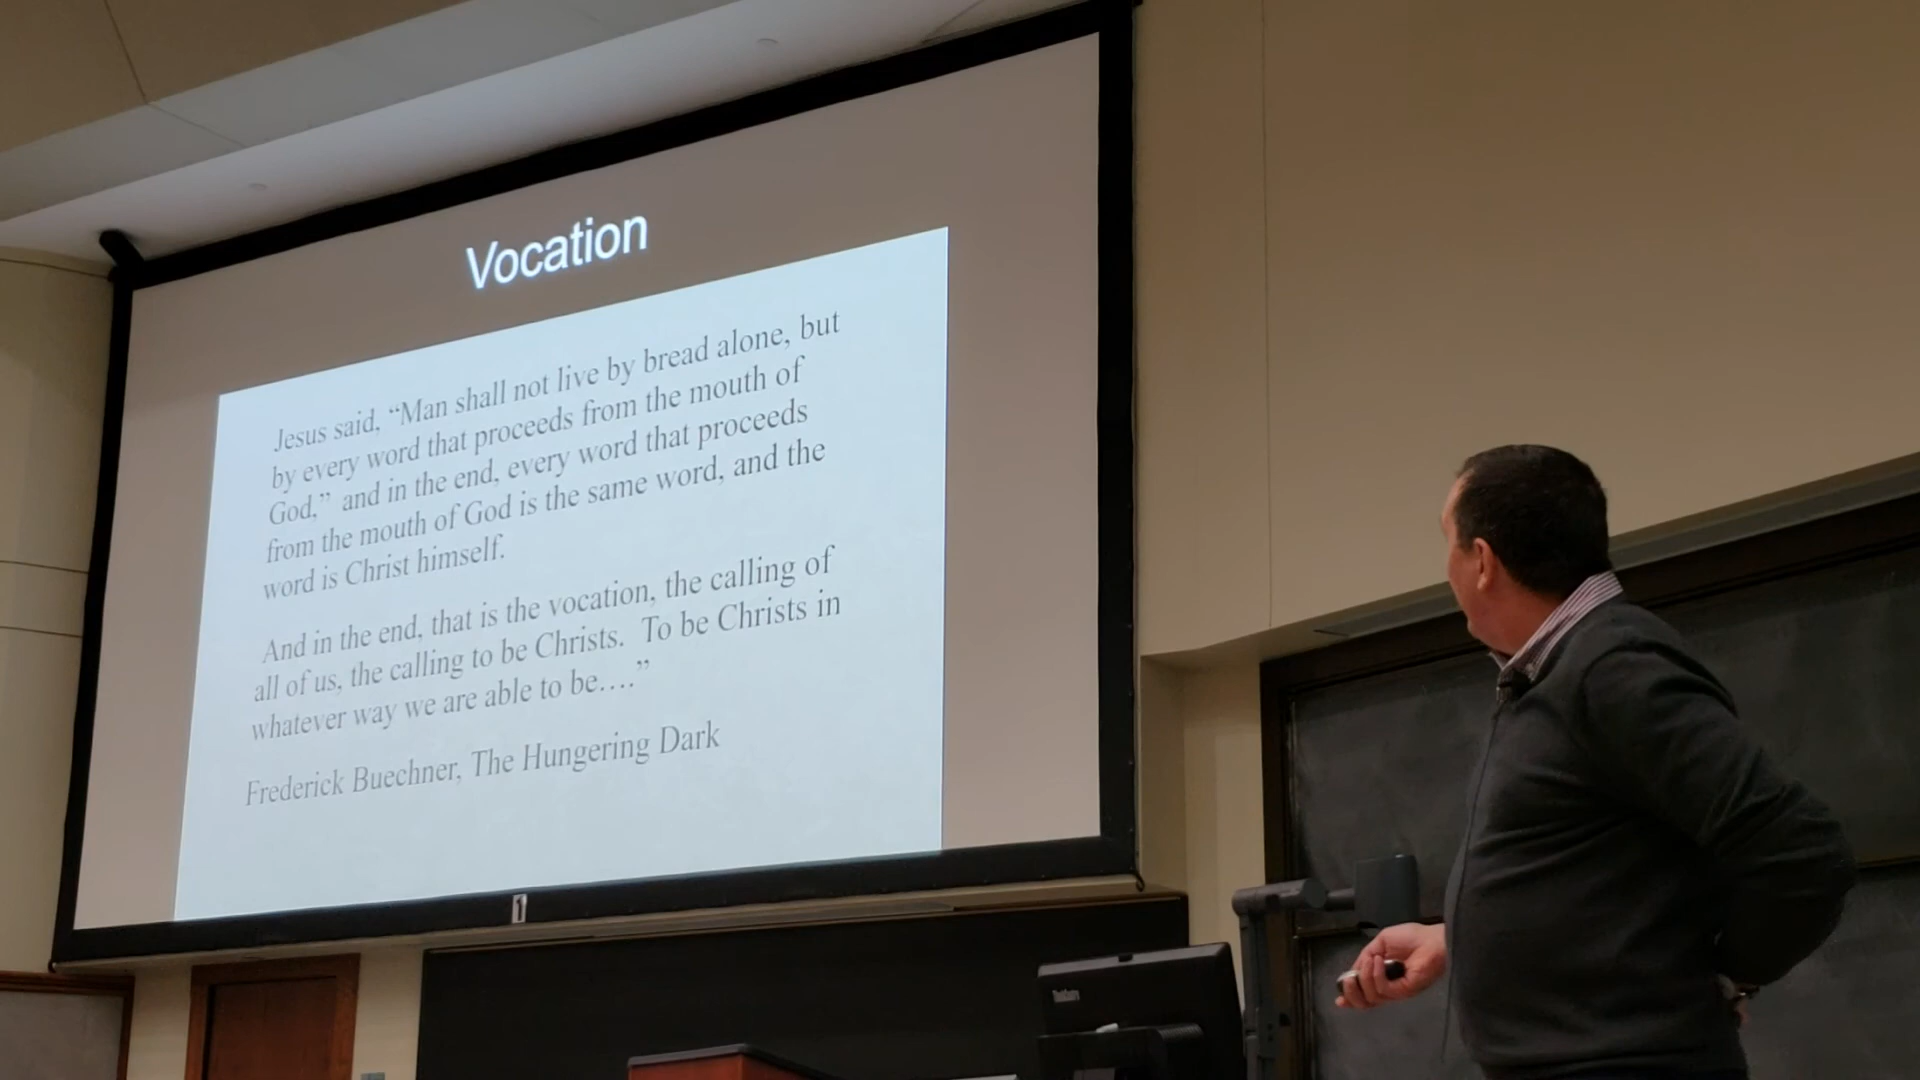 Vocation
Jesus said, “Man shall not live by bread alone, but
by every word that proceeds from the mouth of
God,” and in the end, every word that proceeds
from the mouth of God is the same word, and the
word is Christ himself.
And in the end, that is the vocation, the calling of
all of us, the calling to be Christs. To be Christs in
whatever way we are able to be….”
Frederick Buechner, The Hungering Dark
1